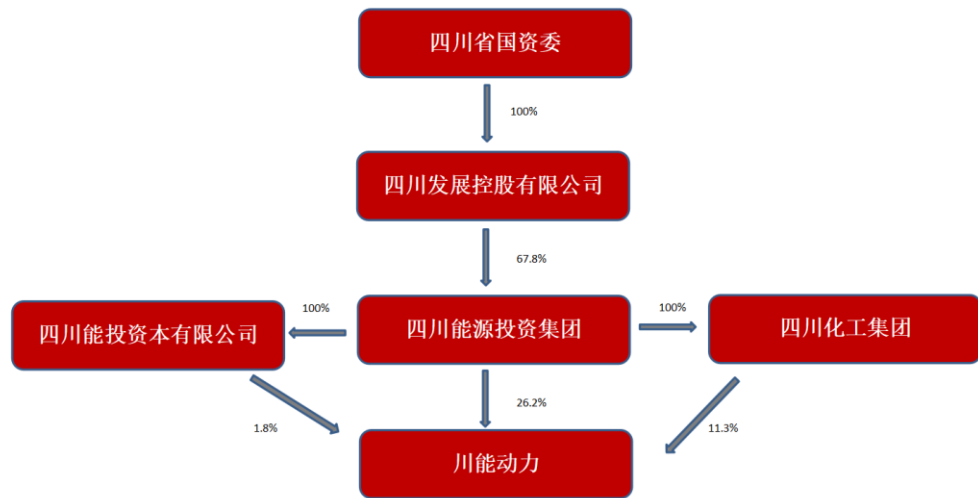 四川省国资委
100%
四川发展控股有限公司
67.8%
四川能投资本有限公司
100%
四川能源投资集团
100%
四川化工集团
1.8%
26.2%
11.3%
川能动力